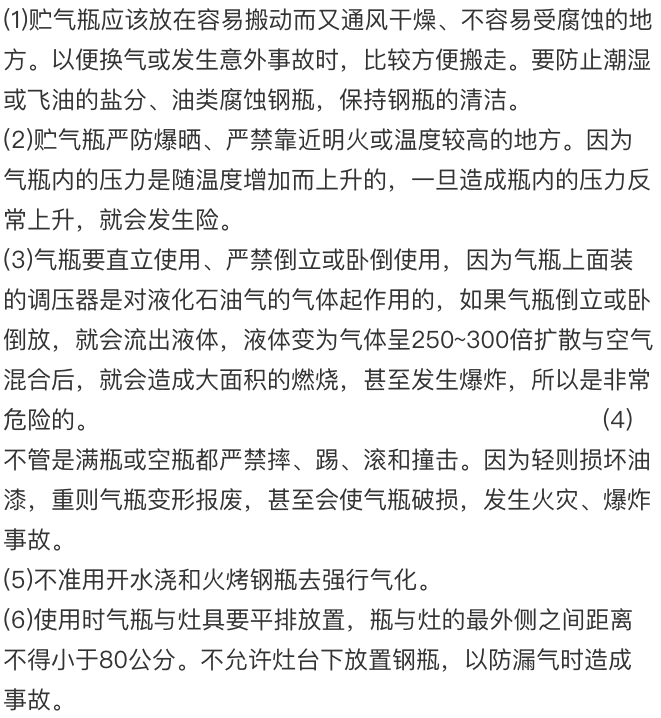 (1)贮气瓶应该放在容易搬动而又通风干燥、不容易受腐蚀的地
方。以便换气或发生意外事故时，比较方便搬走。要防止潮湿
或飞油的盐分、油类腐蚀钢瓶，保持钢瓶的清洁。
(2)贮气瓶严防爆晒、严禁靠近明火或温度较高的地方。因为
气瓶内的压力是随温度增加而上升的，一旦造成瓶内的压力反
常上升，就会发生险。
(3)气瓶要直立使用、严禁倒立或卧倒使用，因为气瓶上面装
的调压器是对液化石油气的气体起作用的，如果气瓶倒立或卧
倒放，就会流出液体，液体变为气体呈250~300倍扩散与空气
混合后，就会造成大面积的燃烧，甚至发生爆炸，所以是非常
危险的。 (4)
不管是满瓶或空瓶都严禁摔、踢、滚和撞击。因为轻则损坏油
漆，重则气瓶变形报废，甚至会使气瓶破损，发生火灾、爆炸
事故。
(5)不准用开水浇和火烤钢瓶去强行气化。
(6)使用时气瓶与灶具要平排放置，瓶与灶的最外侧之间距离
不得小于80公分。不允许灶台下放置钢瓶，以防漏气时造成
事故。